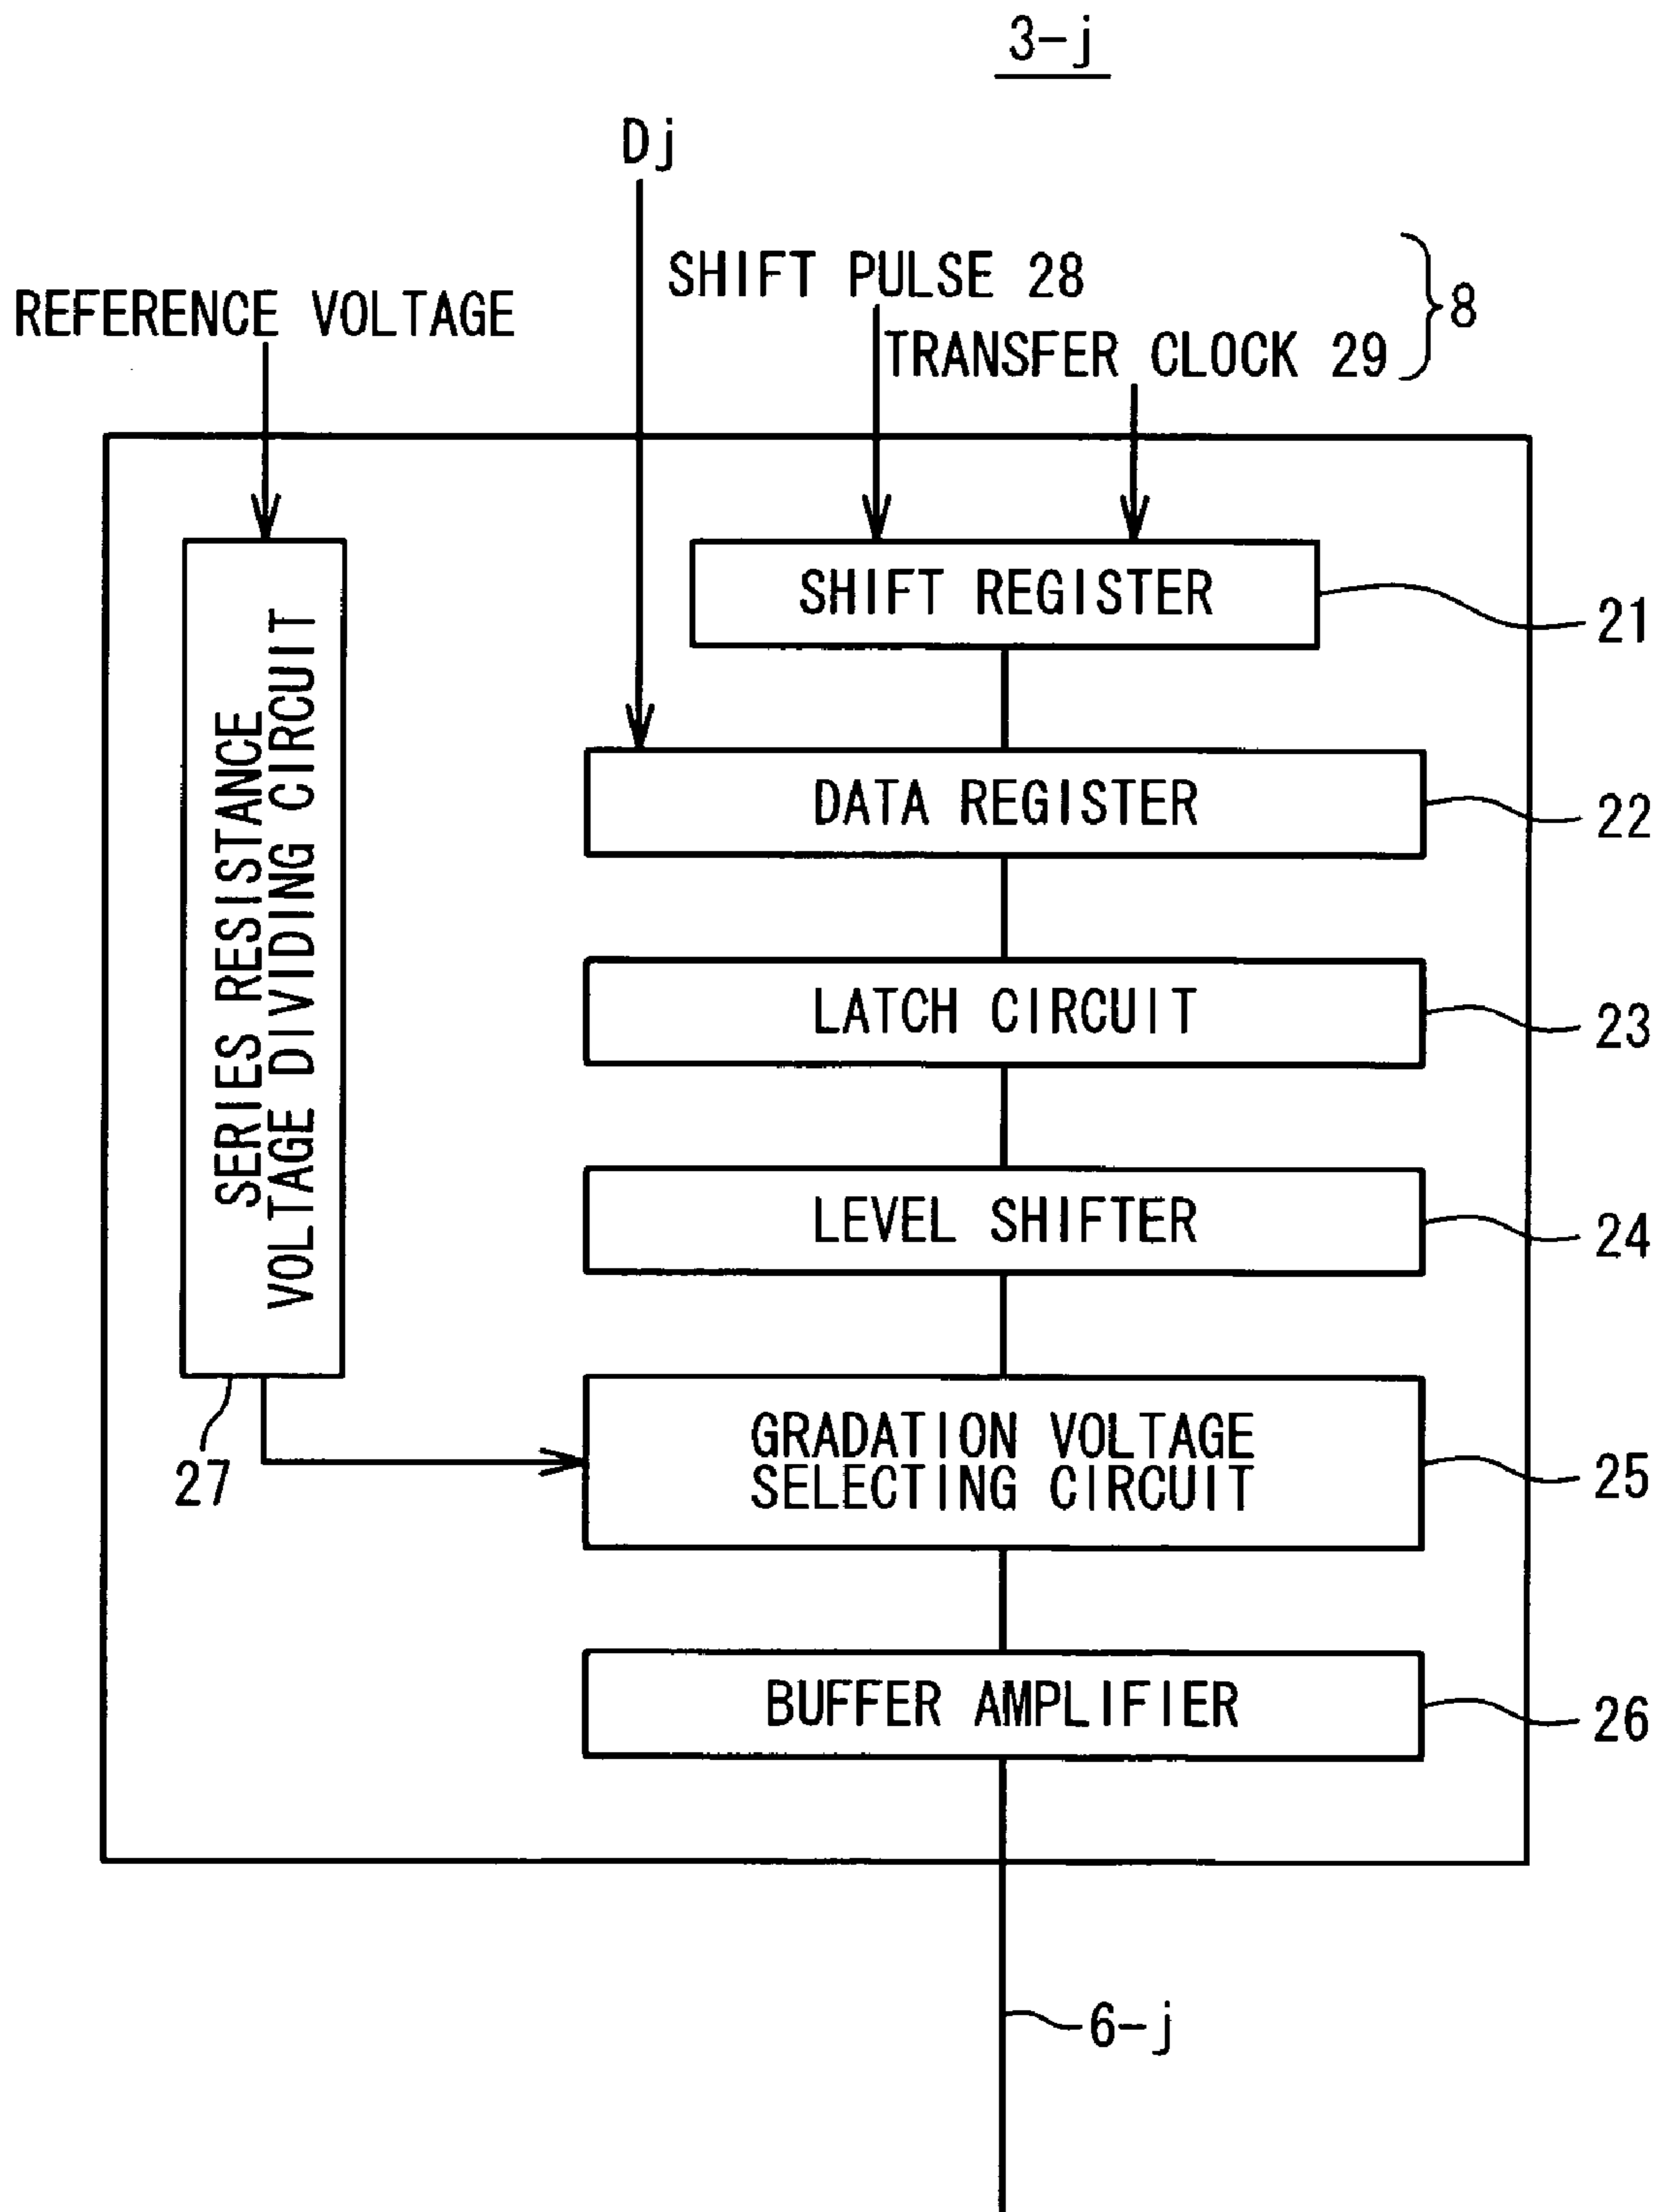 3-j
Dj
SHIFT PULSE 28
8
REFERENCE VOLTAGE
TRANSFER CLOCK 29
SHIFT REGISTER
21
SERIES RESISTANCE
VOLTAGE DIVIDING CIRCUIT
DATA REGISTER
22
LATCH CIRCUIT
23
LEVEL SHIFTER
24
GRADATION VOLTAGE
SELECTING CIRCUIT
25
27
BUFFER AMPLIFIER
26
6-j